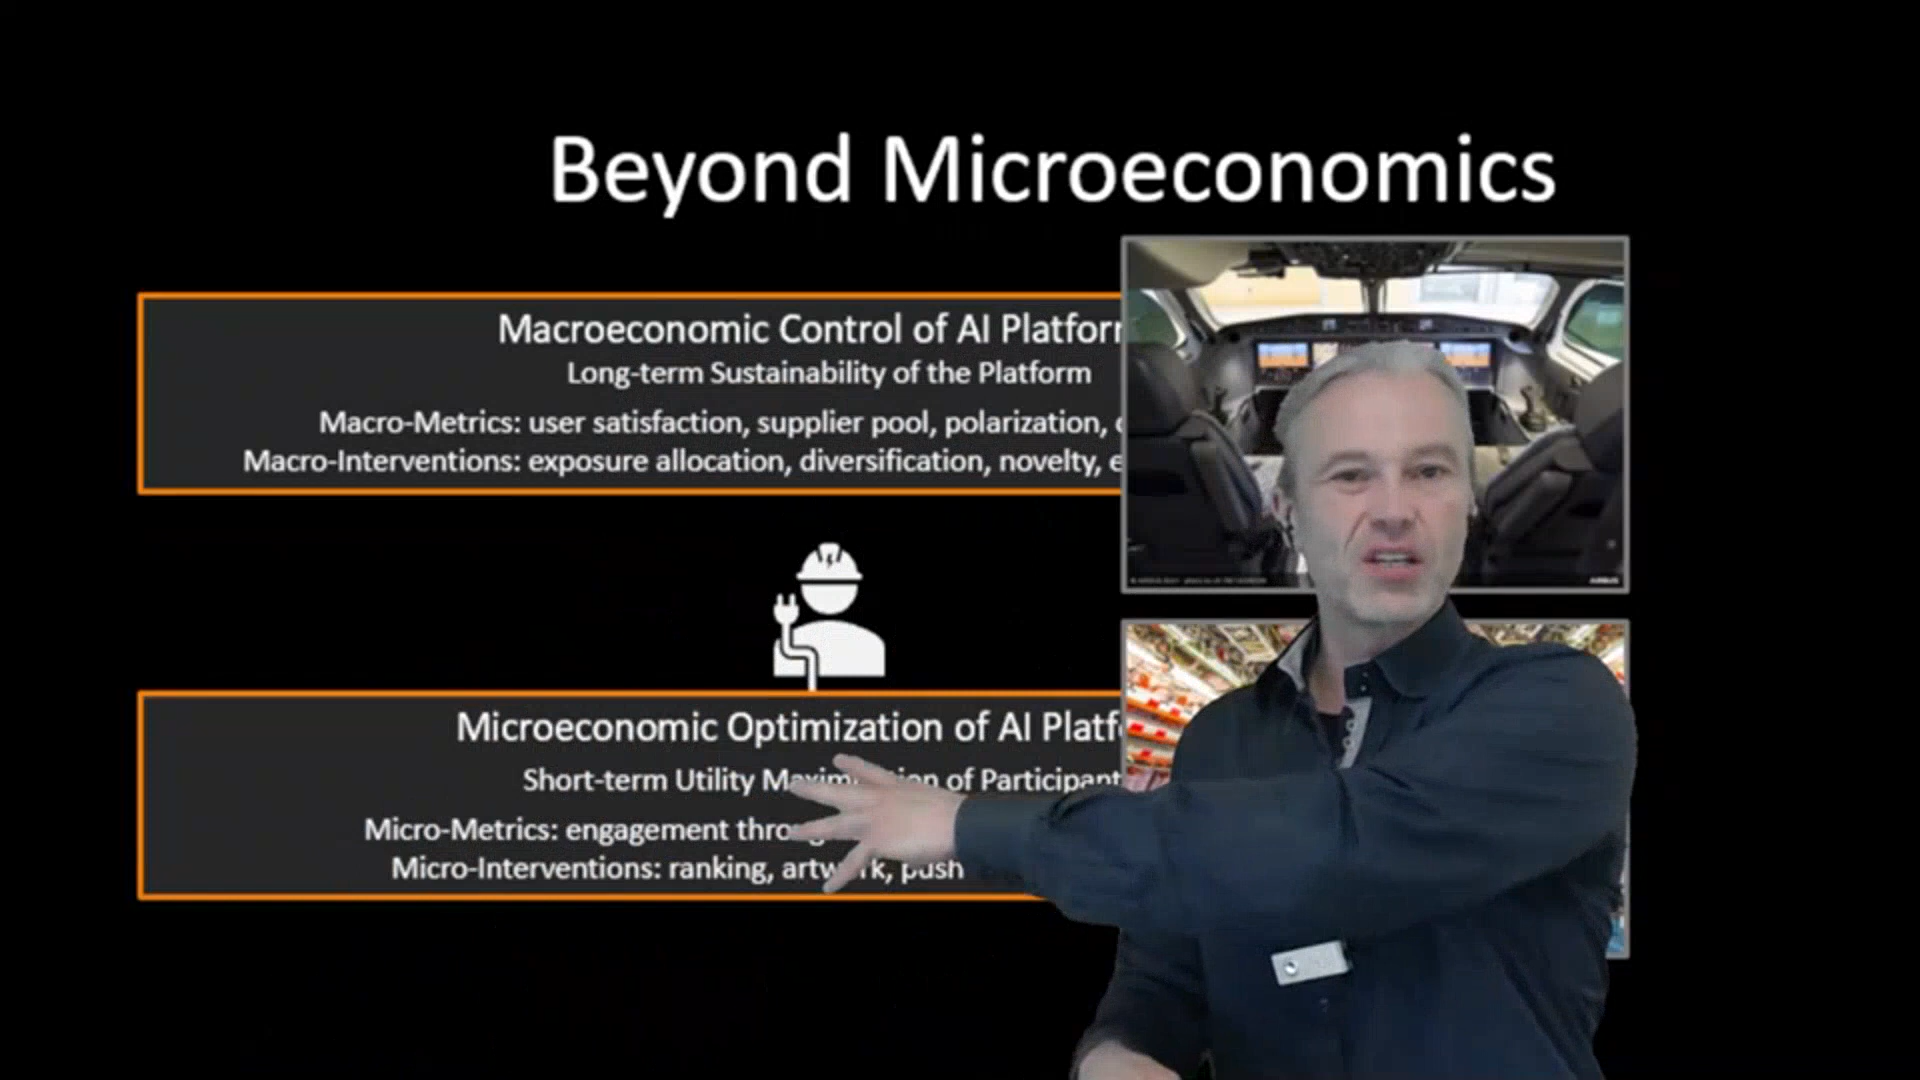 Beyond Microeconomics
Macroeconomic Control of AI Platfor
Long-term Sustainability of the Platform
Macro-Metrics: user satisfaction, supplier pool, polarization,
Macro-Interventions: exposure allocation, diversification, novelty,
AIRBUS
Microeconomic Optimization of AI Platf
Short-term Utility of Participant
Micro-Metrics: engagement
Micro-Interventions: ranking, push